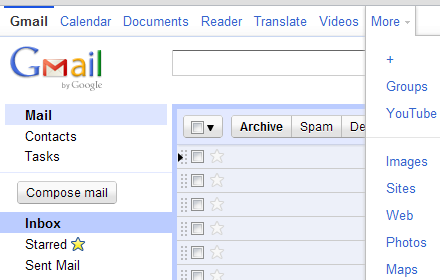 Gmail Calendar Documents Reader Translate Videos More
Gmail
by Google
+
Groups
YouTube
Images
Sites
Web
Photos
Maps
Mail
Contacts
Tasks
Compose mail
Inbox
Starred
Sent Mail
Archive Spam De